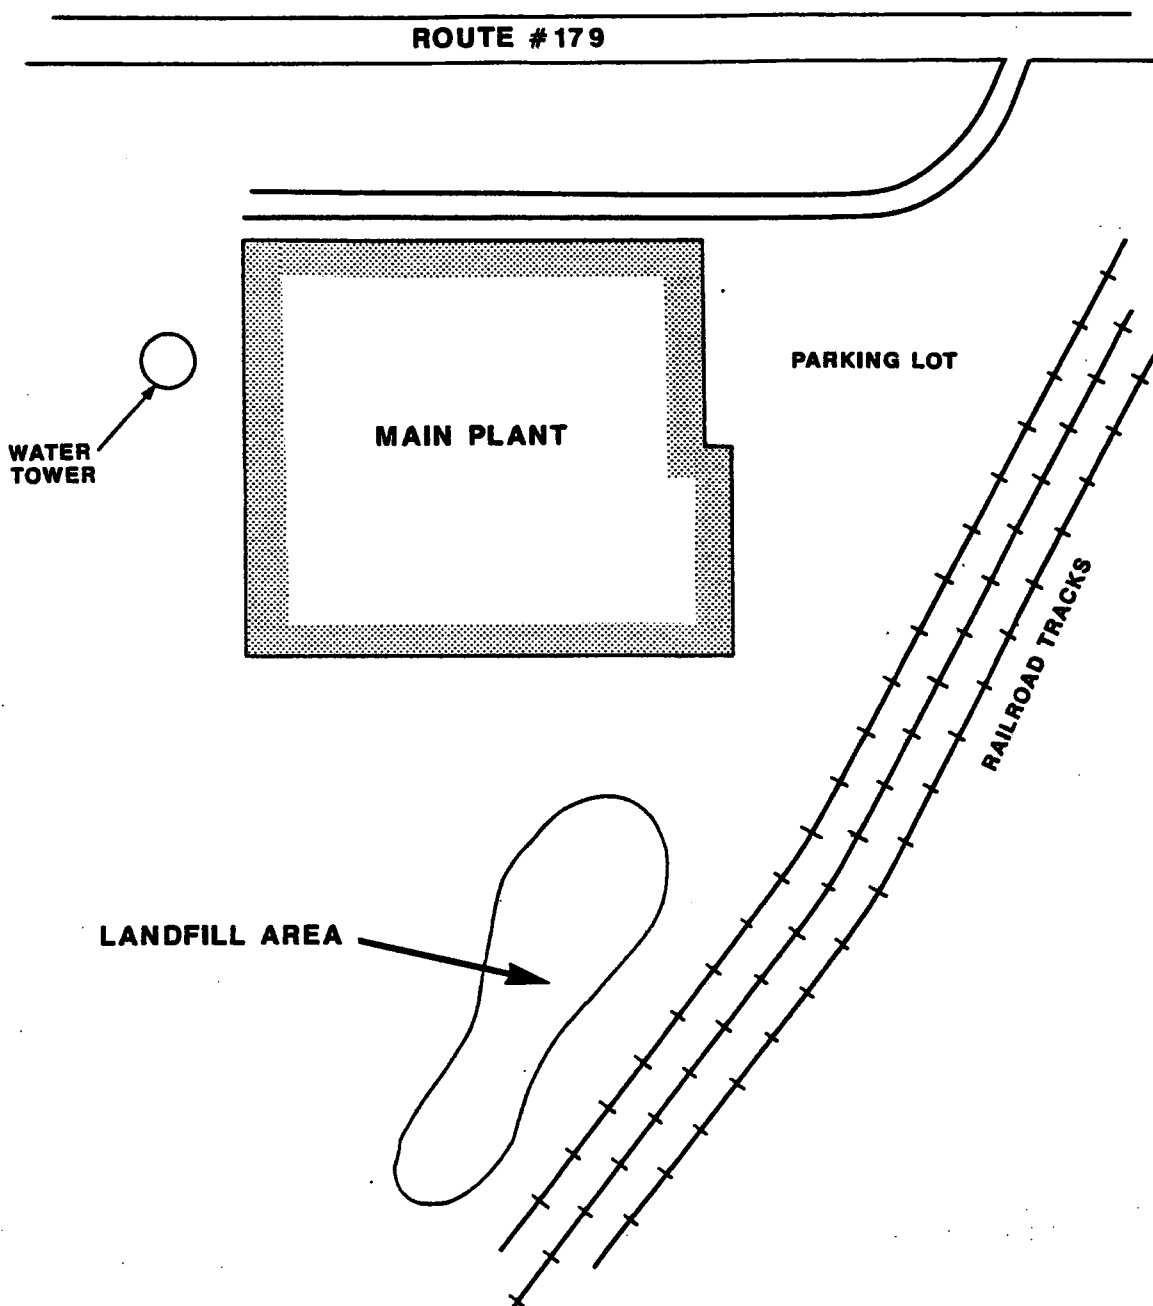 ROUTE #179
PARKING LOT
MAIN PLANT
WATER
TOWER
RAILROAD TRACKS
LANDFILL AREA